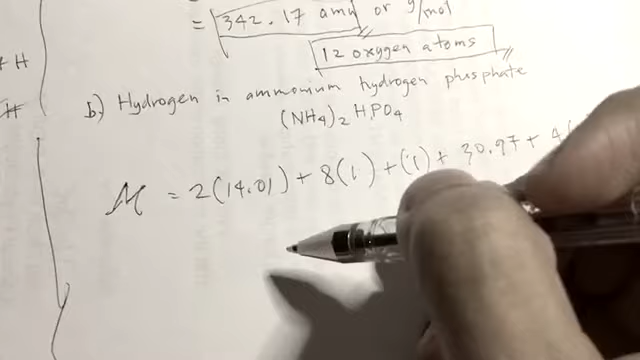 = 342.17 amu or g/mol
12 oxygen atoms
+ H
H
b) Hydrogen in ammonium hydrogen phosphate
(NH4)2 HPO4
M = 2(14.01) + 8(1) + (1) + 30.97 + 4(